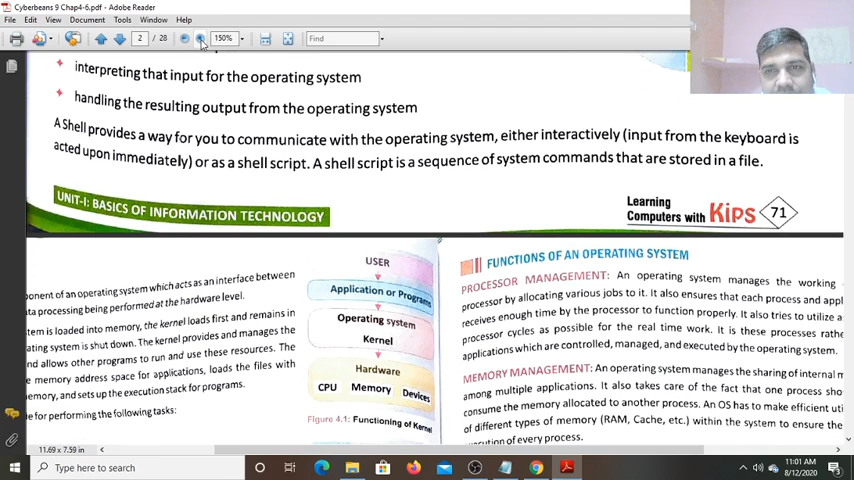 Cyberbeans 9 Chap4-6.pdf - Adobe Reader
File Edit View Document Tools Window Help
2 / 28 150% Find
interpreting that input for the operating system
handling the resulting output from the operating system
A Shell provides a way for you to communicate with the operating system, either interactively (input from the keyboard is
acted upon immediately) or as a shell script. A shell script is a sequence of system commands that are stored in a file.
UNIT-I: BASICS OF INFORMATION TECHNOLOGY
Learning
Computers with Kips 71
ponent of an operating system which acts as an interface between
ta processing being performed at the hardware level.
tem is loaded into memory, the kernel loads first and remains in
ating system is shut down. The kernel provides and manages the
nd allows other programs to run and use these resources. The
e memory address space for applications, loads the files with
memory, and sets up the execution stack for programs.
e for performing the following tasks:
USER
Application or Programs
Operating system
Kernel
Hardware
CPU Memory Devices
Figure 4.1: Functioning of Kernel
FUNCTIONS OF AN OPERATING SYSTEM
PROCESSOR MANAGEMENT: An operating system manages the working
processor by allocating various jobs to it. It also ensures that each process and appl
receives enough time by the processor to function properly. It also tries to utilize a
processor cycles as possible for the real time work. It is these processes rathe
applications which are controlled, managed, and executed by the operating system.
MEMORY MANAGEMENT: An operating system manages the sharing of internal m
among multiple applications. It also takes care of the fact that one process sho
consume the memory allocated to another process. An OS has to make efficient uti
of different types of memory (RAM, Cache, etc.) within the system to ensure the
ecution of every process.
11.69 x 7.59 in
Type here to search
11:01 AM
8/12/2020
3